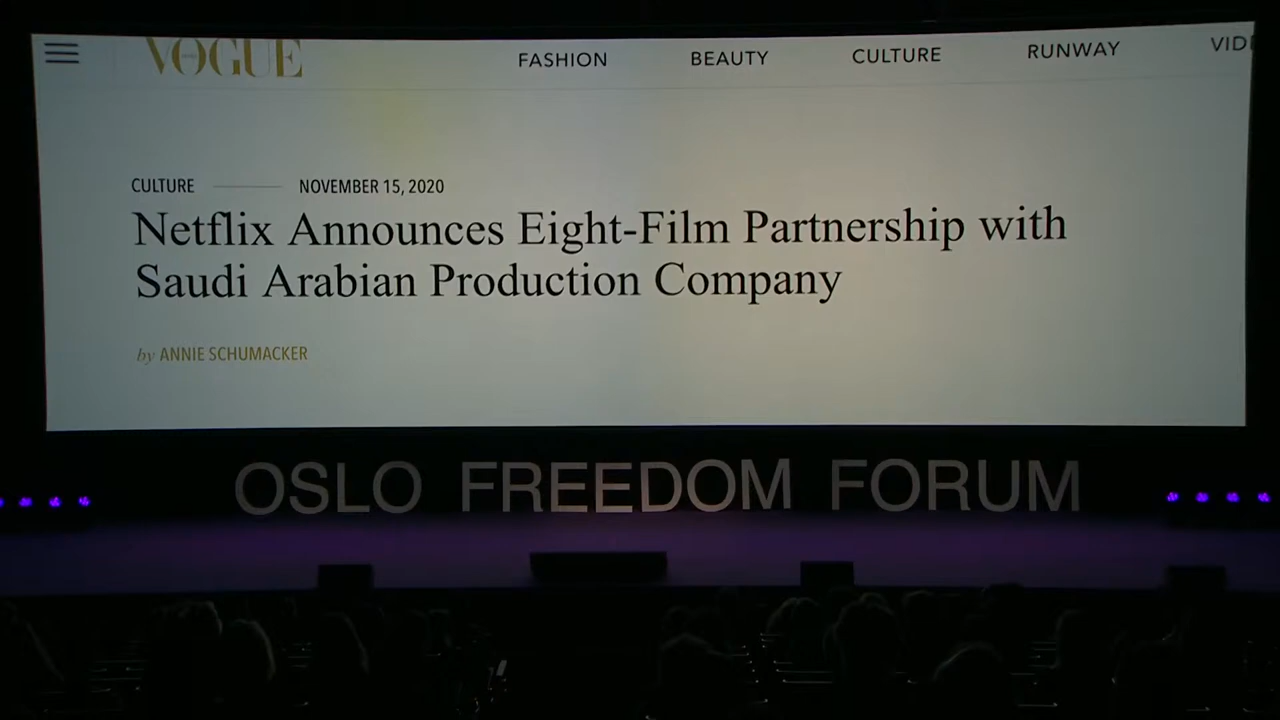 VOGUE FASHION BEAUTY CULTURE RUNWAY VID
CULTURE NOVEMBER 15, 2020
Netflix Announces Eight-Film Partnership with
Saudi Arabian Production Company
by ANNIE SCHUMACKER
OSLO FREEDOM FORUM